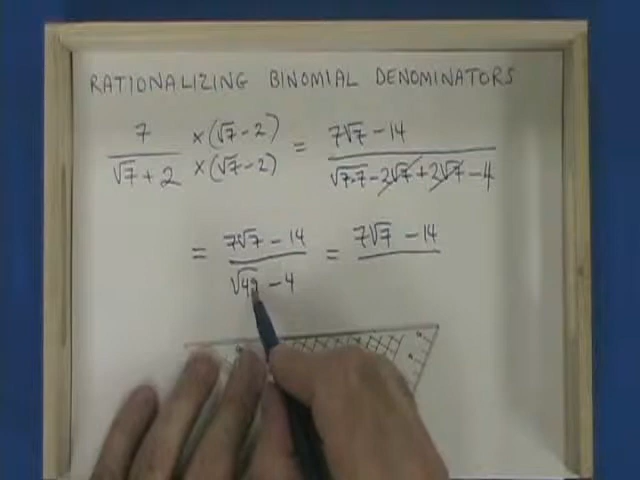 RATIONALIZING BINOMIAL DENOMINATORS
7 ×(√7 - 2) = 7√7 - 14
√7 + 2 ×(√7 - 2) √7·7 - 2√7 + 2√7 - 4
= 7√7 - 14 = 7√7 - 14
√49 - 4